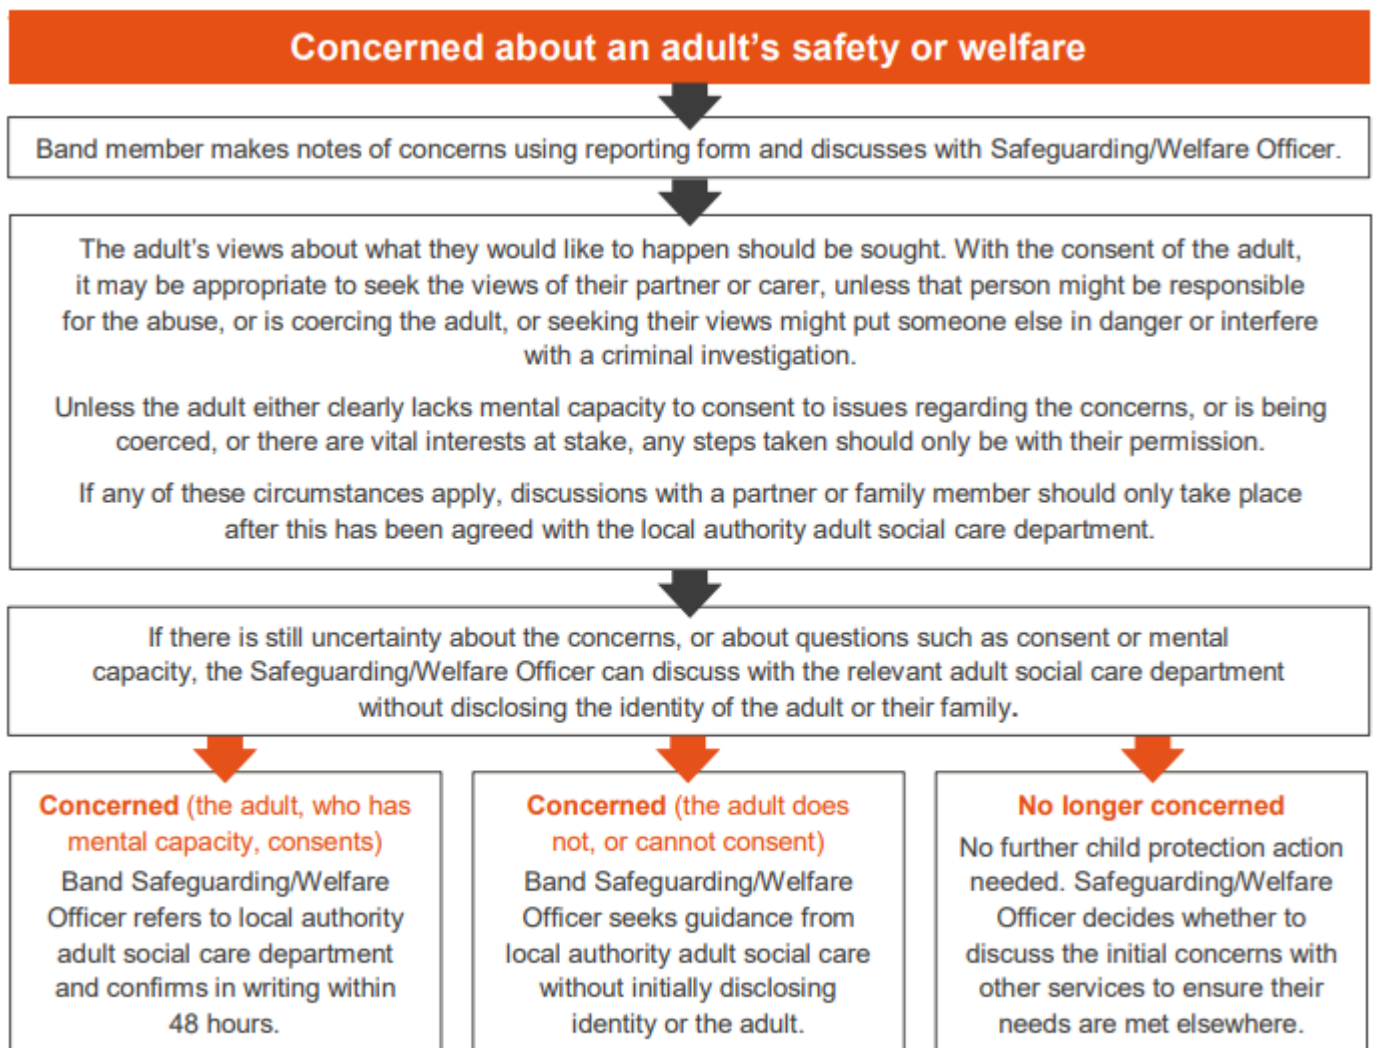 Concerned about an adult’s safety or welfare
Band member makes notes of concerns using reporting form and discusses with Safeguarding/Welfare Officer.
The adult’s views about what they would like to happen should be sought. With the consent of the adult,
it may be appropriate to seek the views of their partner or carer, unless that person might be responsible
for the abuse, or is coercing the adult, or seeking their views might put someone else in danger or interfere
with a criminal investigation.
Unless the adult either clearly lacks mental capacity to consent to issues regarding the concerns, or is being
coerced, or there are vital interests at stake, any steps taken should only be with their permission.
If any of these circumstances apply, discussions with a partner or family member should only take place
after this has been agreed with the local authority adult social care department.
If there is still uncertainty about the concerns, or about questions such as consent or mental
capacity, the Safeguarding/Welfare Officer can discuss with the relevant adult social care department
without disclosing the identity of the adult or their family.
Concerned (the adult, who has
mental capacity, consents)
Band Safeguarding/Welfare
Officer refers to local authority
adult social care department
and confirms in writing within
48 hours.
Concerned (the adult does
not, or cannot consent)
Band Safeguarding/Welfare
Officer seeks guidance from
local authority adult social care
without initially disclosing
identity or the adult.
No longer concerned
No further child protection action
needed. Safeguarding/Welfare
Officer decides whether to
discuss the initial concerns with
other services to ensure their
needs are met elsewhere.